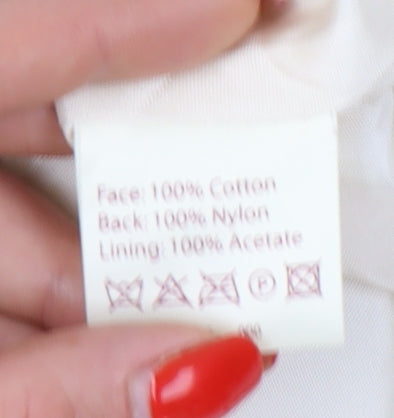 Face: 100% Cotton
Back: 100% Nylon
Lining: 100% Acetate
P